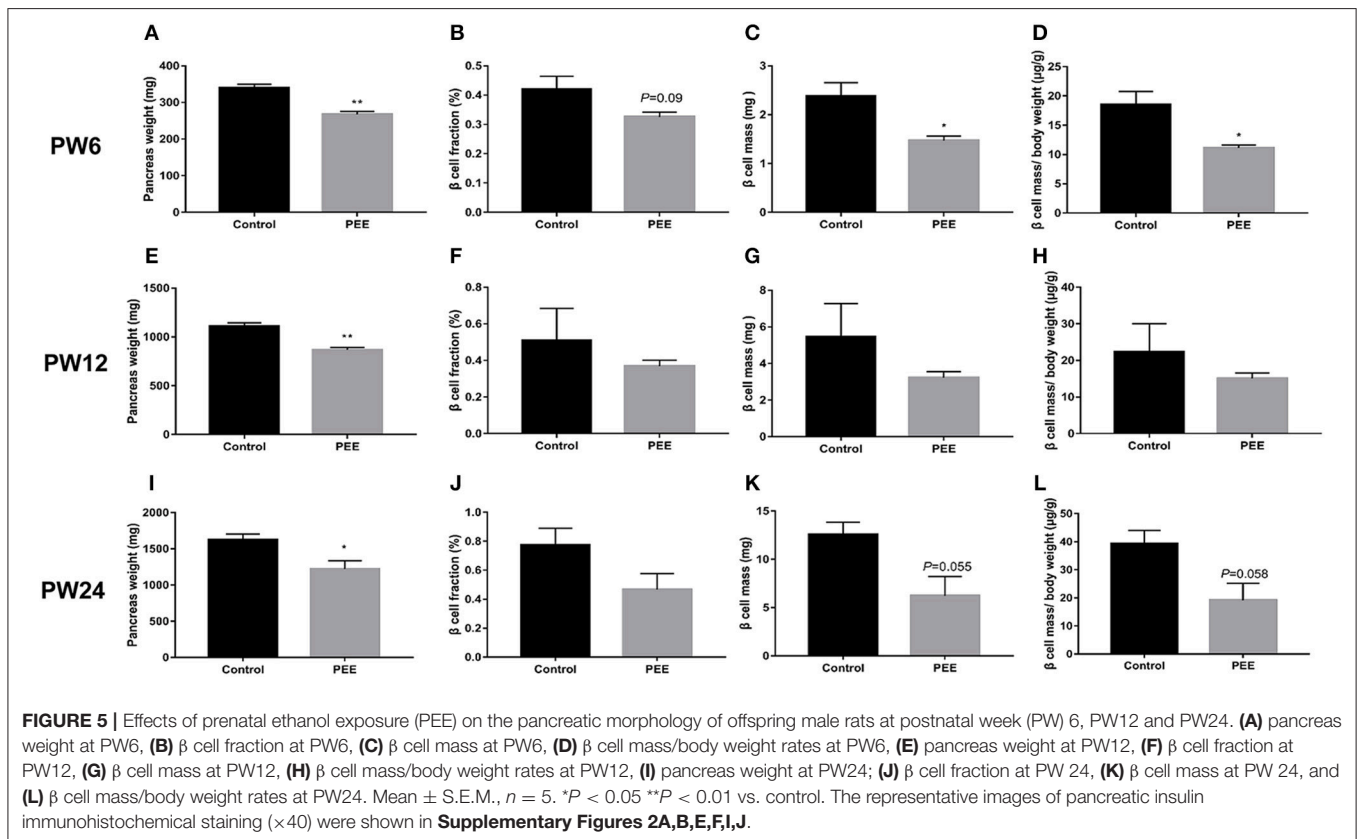 A
B
C
D
PW6
Pancreas weight (mg)
400
300
200
100
0
**
Control
PEE
β cell fraction (%)
0.5
0.4
0.3
0.2
0.1
0.0
P=0.09
Control
PEE
β cell mass (mg )
3
2
1
0
*
Control
PEE
β cell mass/ body weight (μg/g)
25
20
15
10
5
0
*
Control
PEE
E
F
G
H
PW12
Pancreas weight (mg)
1500
1000
500
0
**
Control
PEE
β cell fraction (%)
0.8
0.6
0.4
0.2
0.0
Control
PEE
β cell mass (mg)
8
6
4
2
0
Control
PEE
β cell mass/ body weight (μg/g)
40
30
20
10
0
Control
PEE
I
J
K
L
PW24
Pancreas weight (mg)
2000
1500
1000
500
0
*
Control
PEE
β cell fraction (%)
1.0
0.8
0.6
0.4
0.2
0.0
Control
PEE
β cell mass (mg)
15
10
5
0
P=0.055
Control
PEE
β cell mass/ body weight (μg/g)
50
40
30
20
10
0
P=0.058
Control
PEE
FIGURE 5 | Effects of prenatal ethanol exposure (PEE) on the pancreatic morphology of offspring male rats at postnatal week (PW) 6, PW12 and PW24. (A) pancreas
weight at PW6, (B) β cell fraction at PW6, (C) β cell mass at PW6, (D) β cell mass/body weight rates at PW6, (E) pancreas weight at PW12, (F) β cell fraction at
PW12, (G) β cell mass at PW12, (H) β cell mass/body weight rates at PW12, (I) pancreas weight at PW24; (J) β cell fraction at PW 24, (K) β cell mass at PW 24, and
(L) β cell mass/body weight rates at PW24. Mean ± S.E.M., n = 5. *P < 0.05 **P < 0.01 vs. control. The representative images of pancreatic insulin
immunohistochemical staining (×40) were shown in Supplementary Figures 2A,B,E,F,I,J.